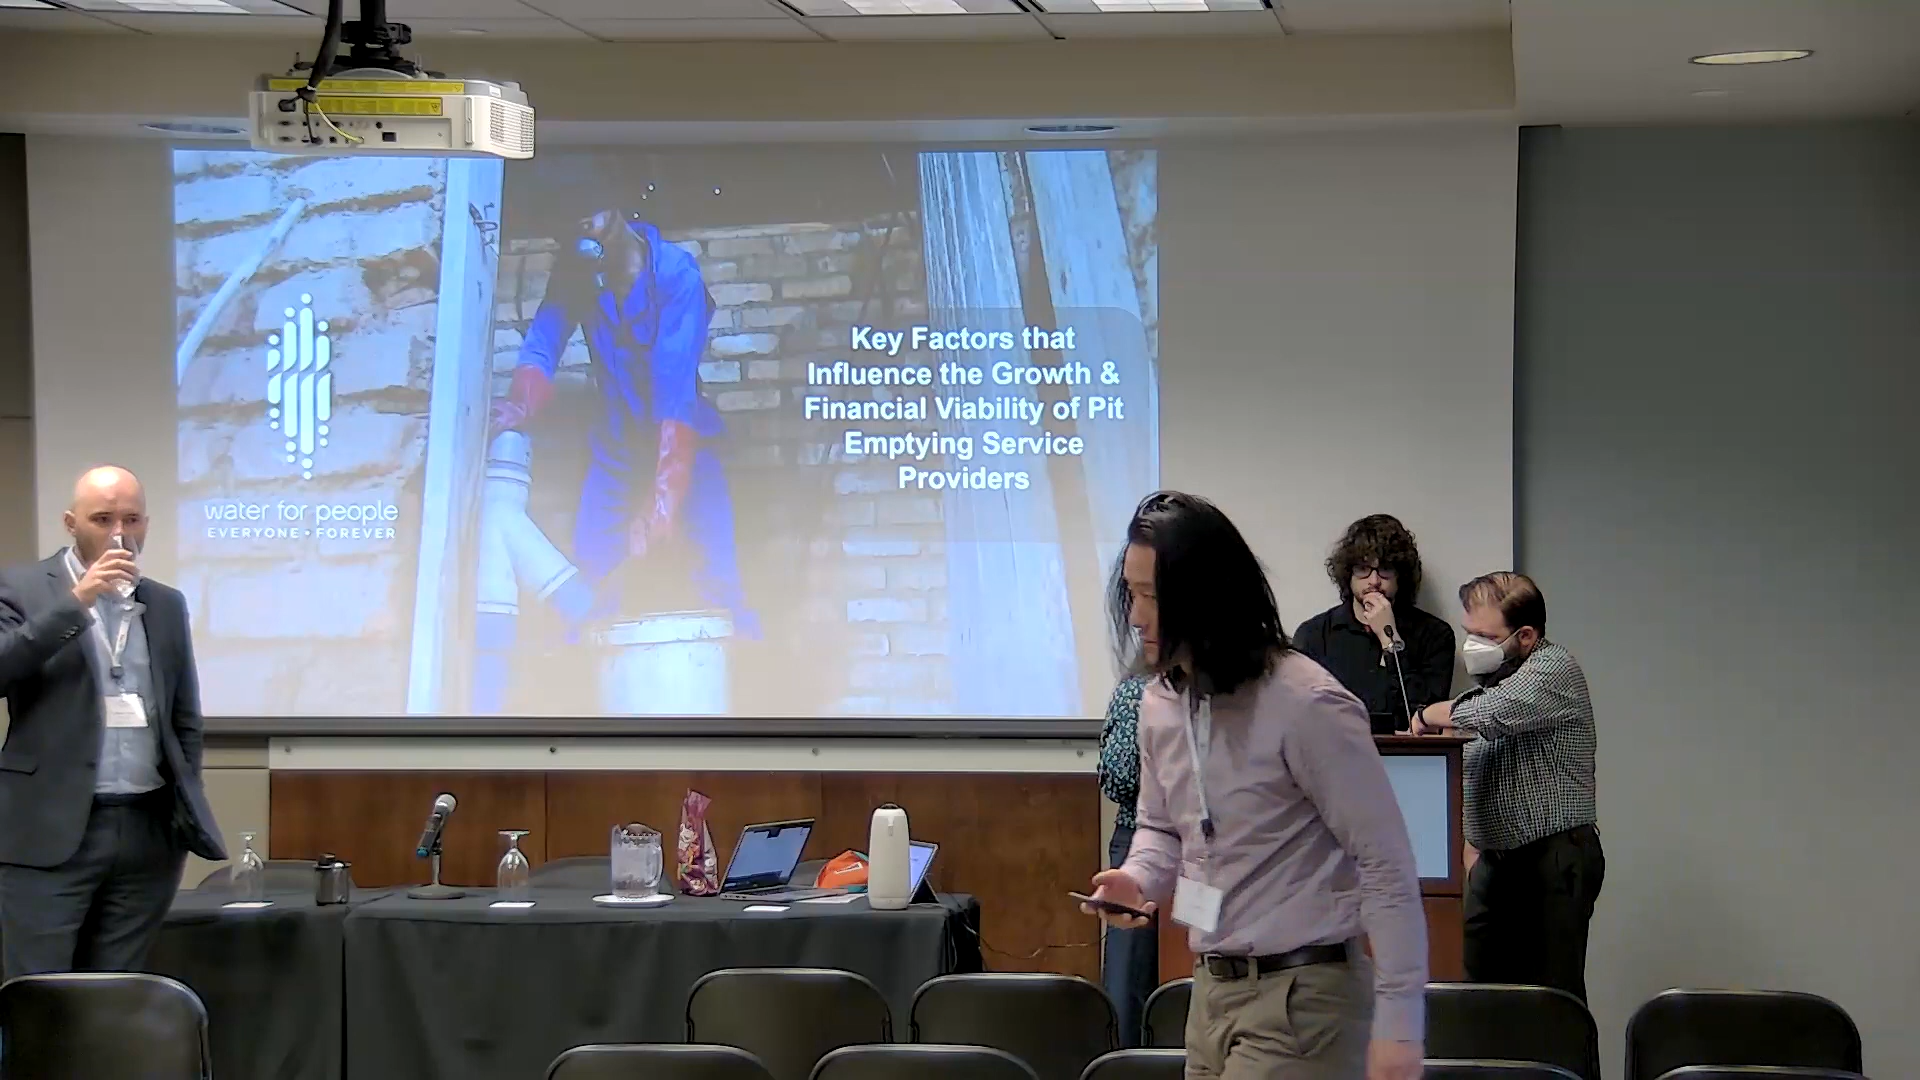 Key Factors that
Influence the Growth &
Financial Viability of Pit
Emptying Service
Providers
water for people
EVERYONE • FOREVER